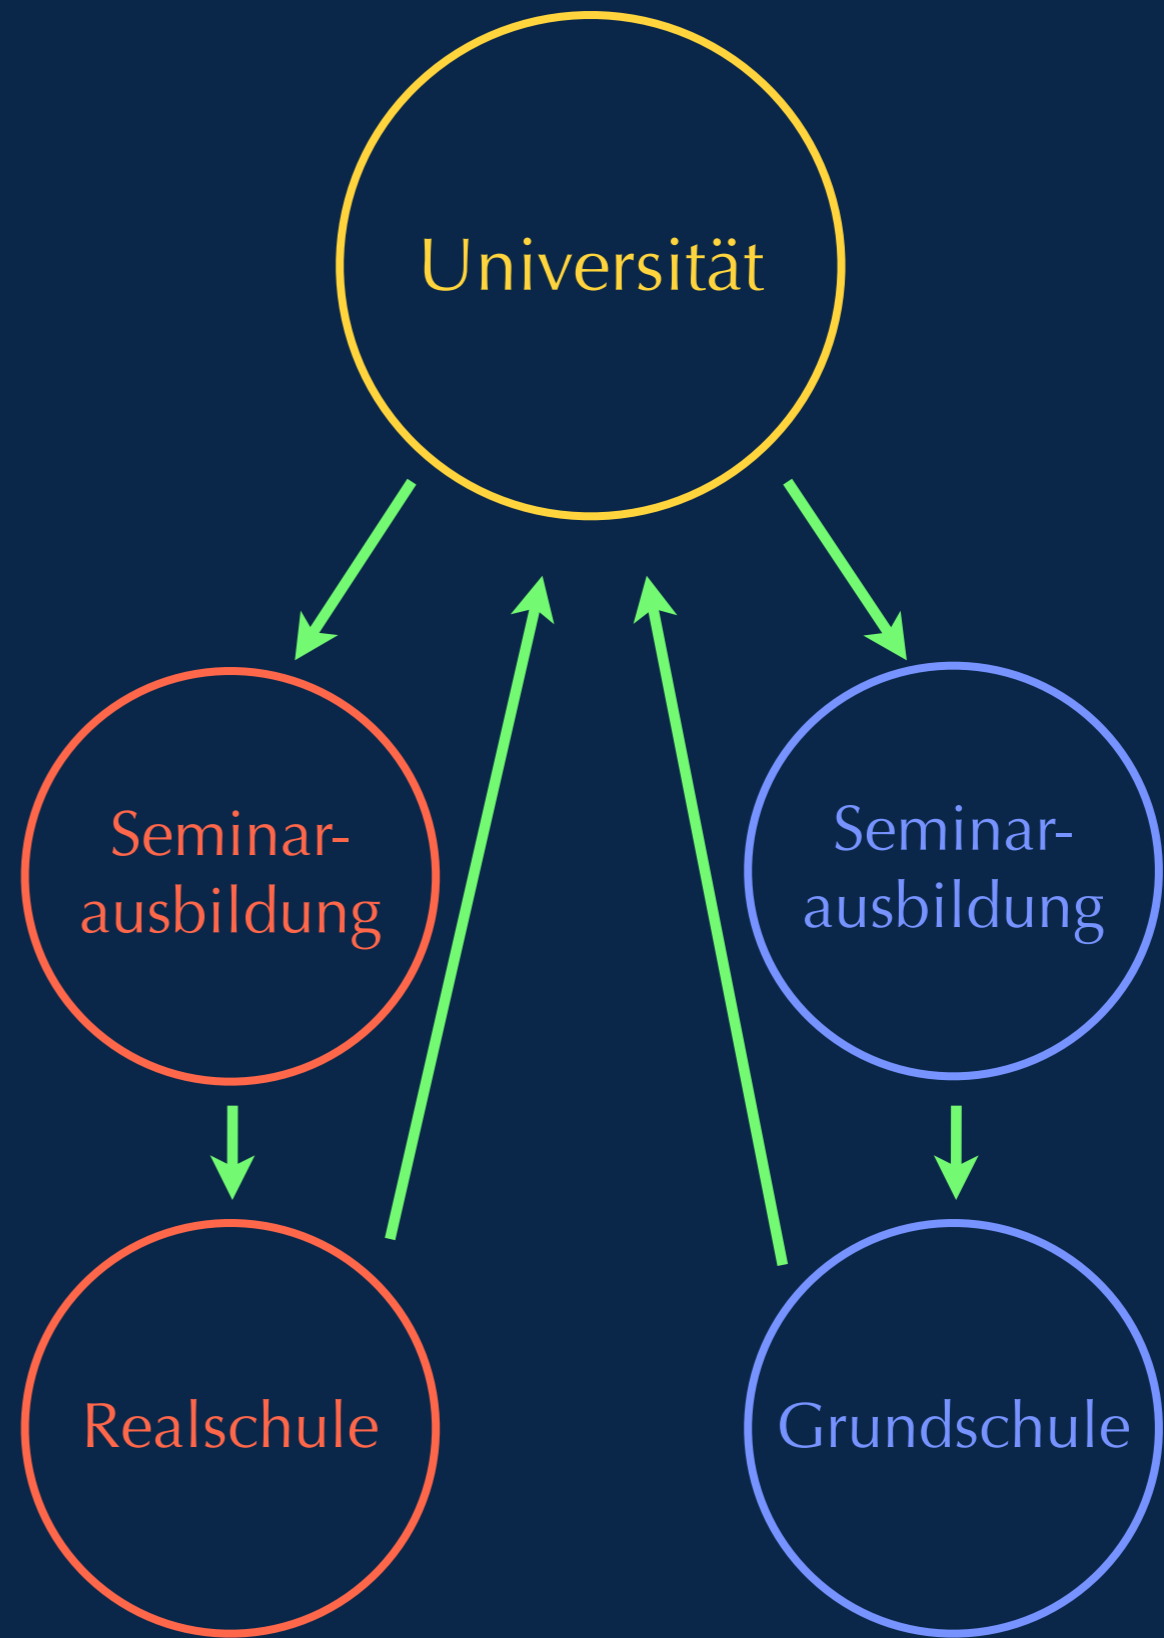 Universität
Seminar-
ausbildung
Seminar-
ausbildung
Realschule
Grundschule